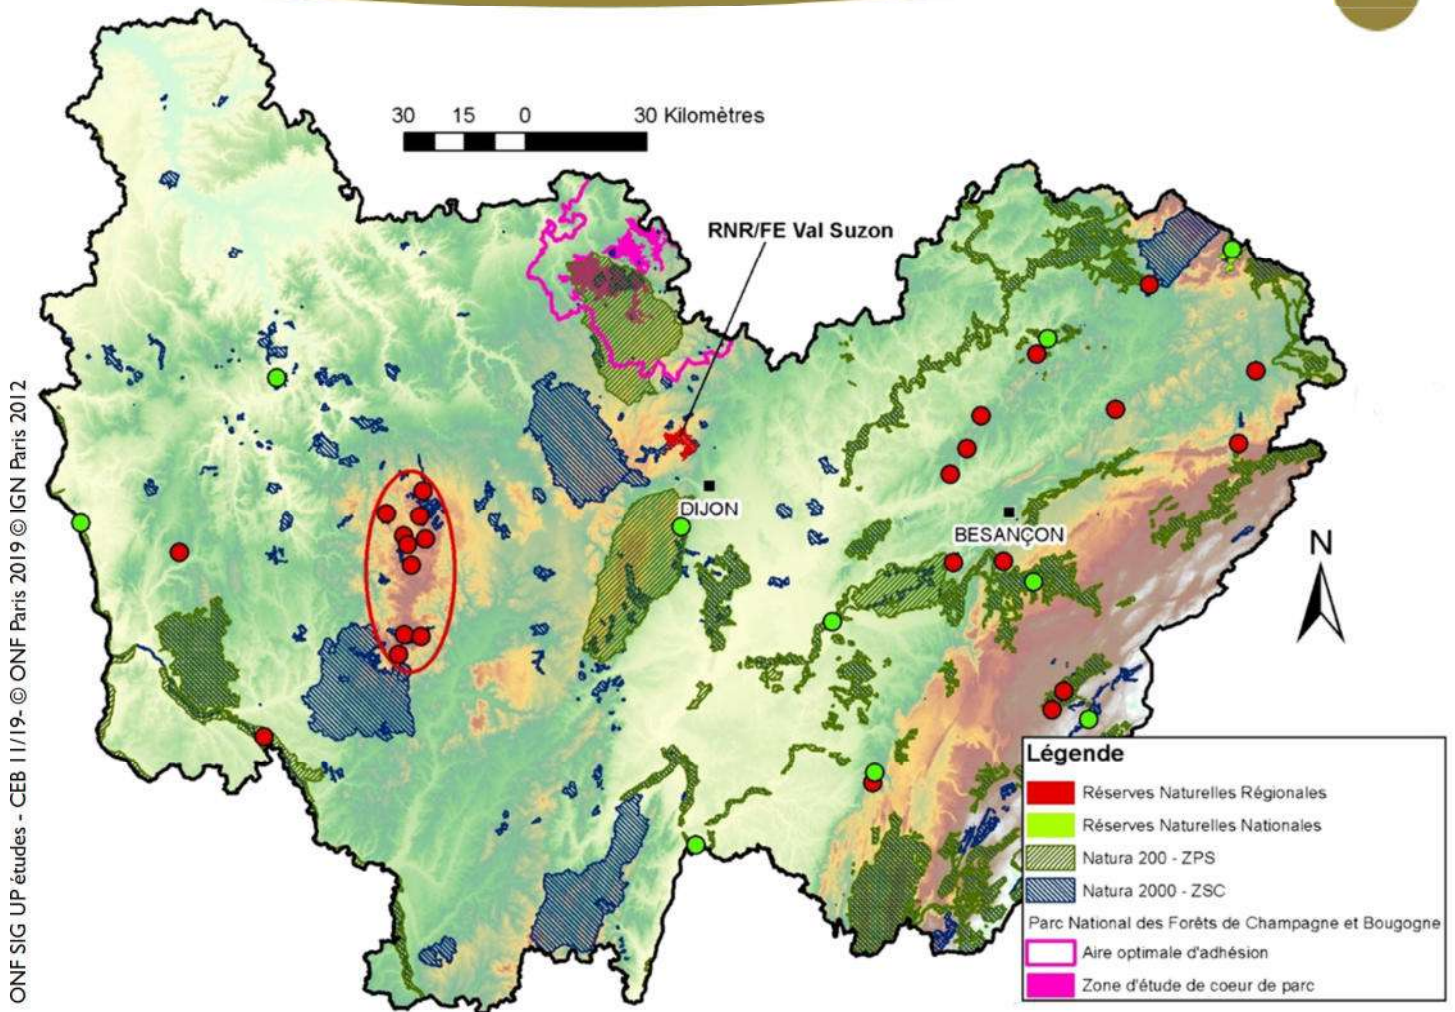 30 15 0 30 Kilomètres
RNR/FE Val Suzon
DIJON
BESANÇON
N
Légende
Réserves Naturelles Régionales
Réserves Naturelles Nationales
Natura 200 - ZPS
Natura 2000 - ZSC
Parc National des Forêts de Champagne et Bougogne
Aire optimale d'adhésion
Zone d'étude de coeur de parc
ONF SIG UP études - CEB 11/19- © ONF Paris 2019 © IGN Paris 2012